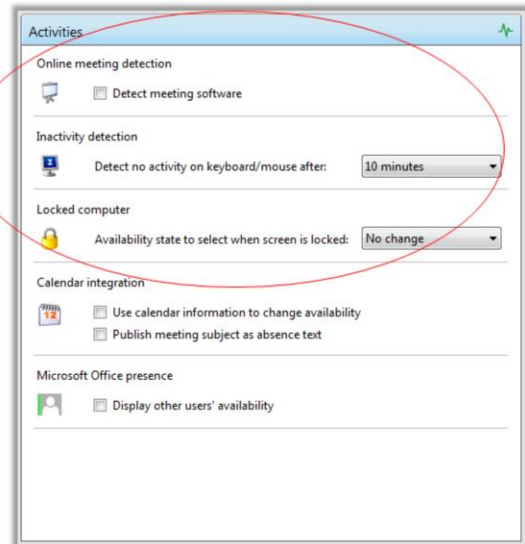 Activities
Online meeting detection
Detect meeting software
Inactivity detection
Detect no activity on keyboard/mouse after: 10 minutes
Locked computer
Availability state to select when screen is locked: No change
Calendar integration
12
Use calendar information to change availability
Publish meeting subject as absence text
Microsoft Office presence
Display other users' availability